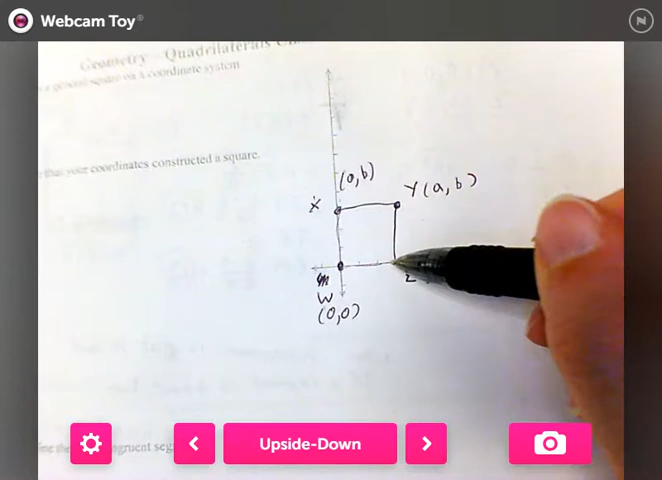 Webcam Toy®
Geometry - Quadrilaterals
a general square on a coordinate system
that your coordinates constructed a square.
(0,b)
X
Y(a,b)
W
Z
(0,0)
Upside-Down